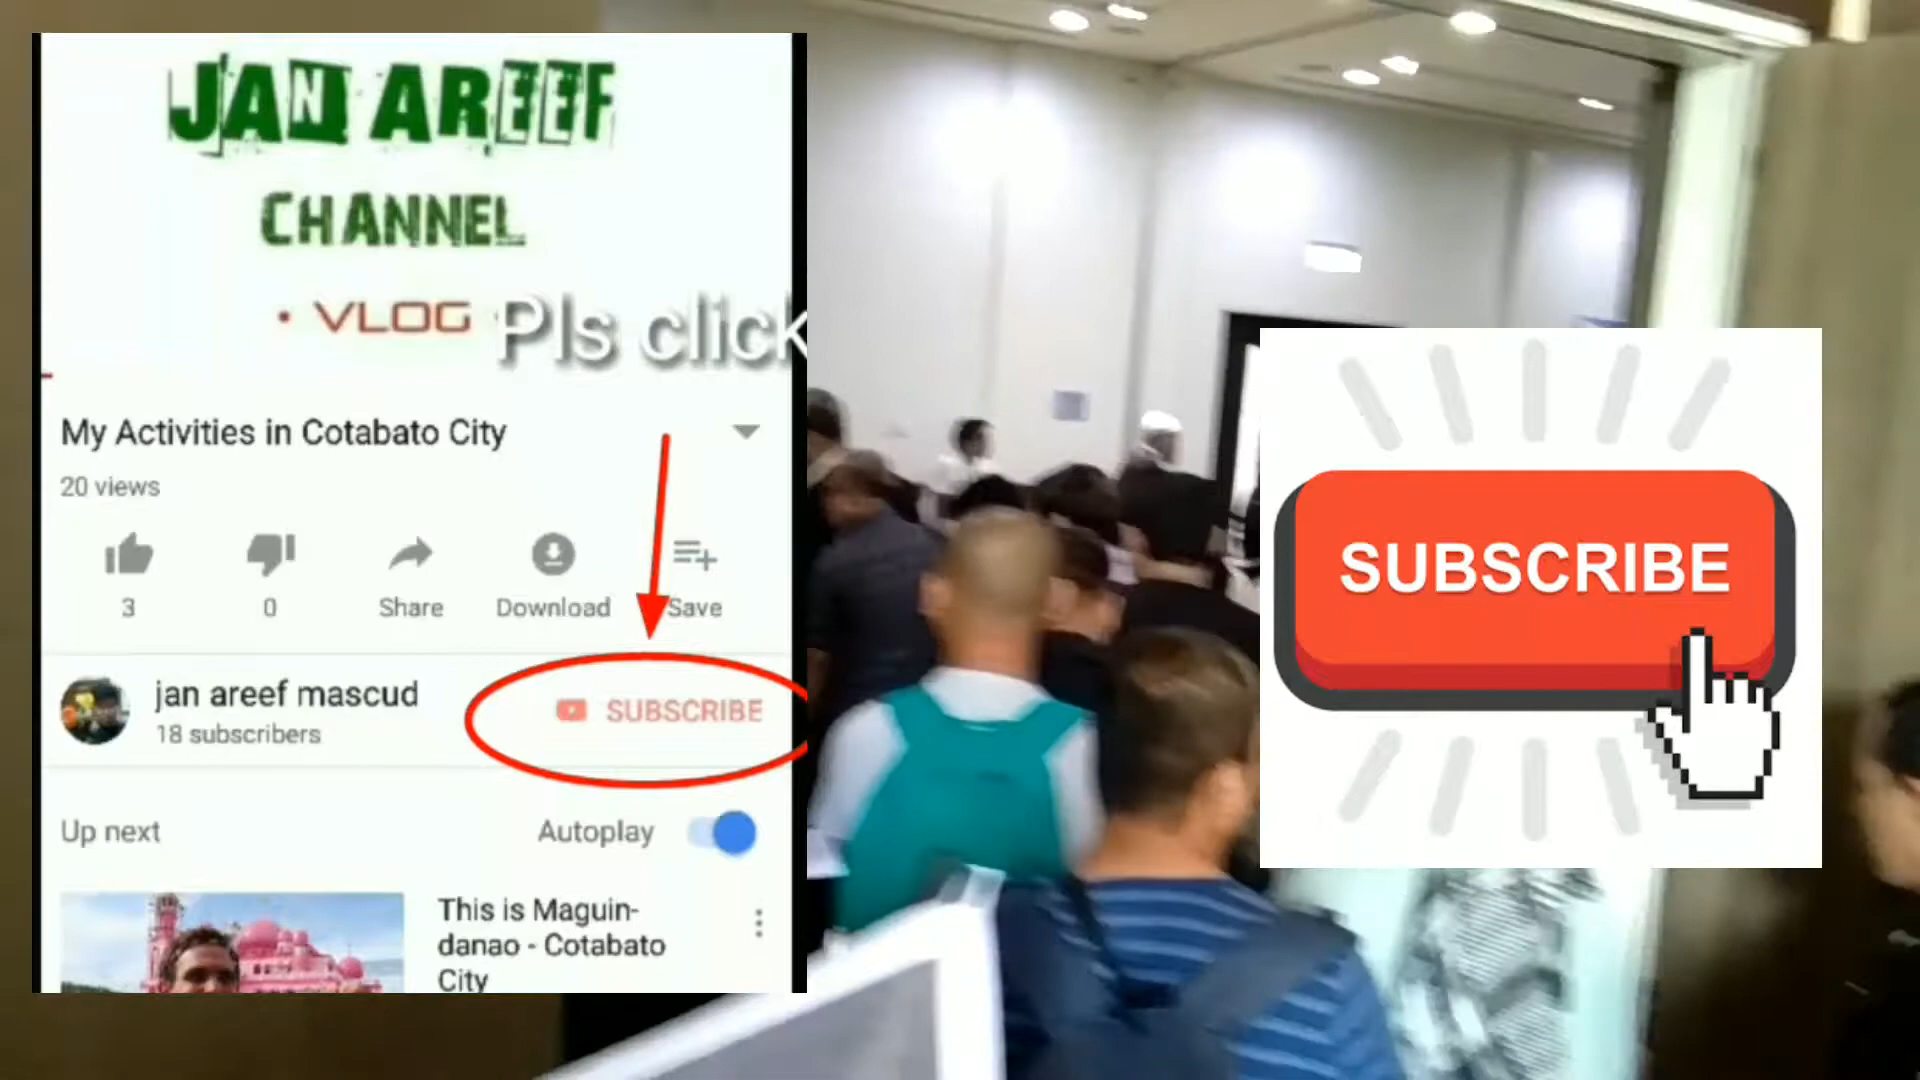 JAN AREEF
CHANNEL
• VLOG
Pls click
My Activities in Cotabato City
20 views
3
0
Share
Download
Save
jan areef mascud
18 subscribers
SUBSCRIBE
Up next
Autoplay
This is Maguin-
danao - Cotabato
City
SUBSCRIBE